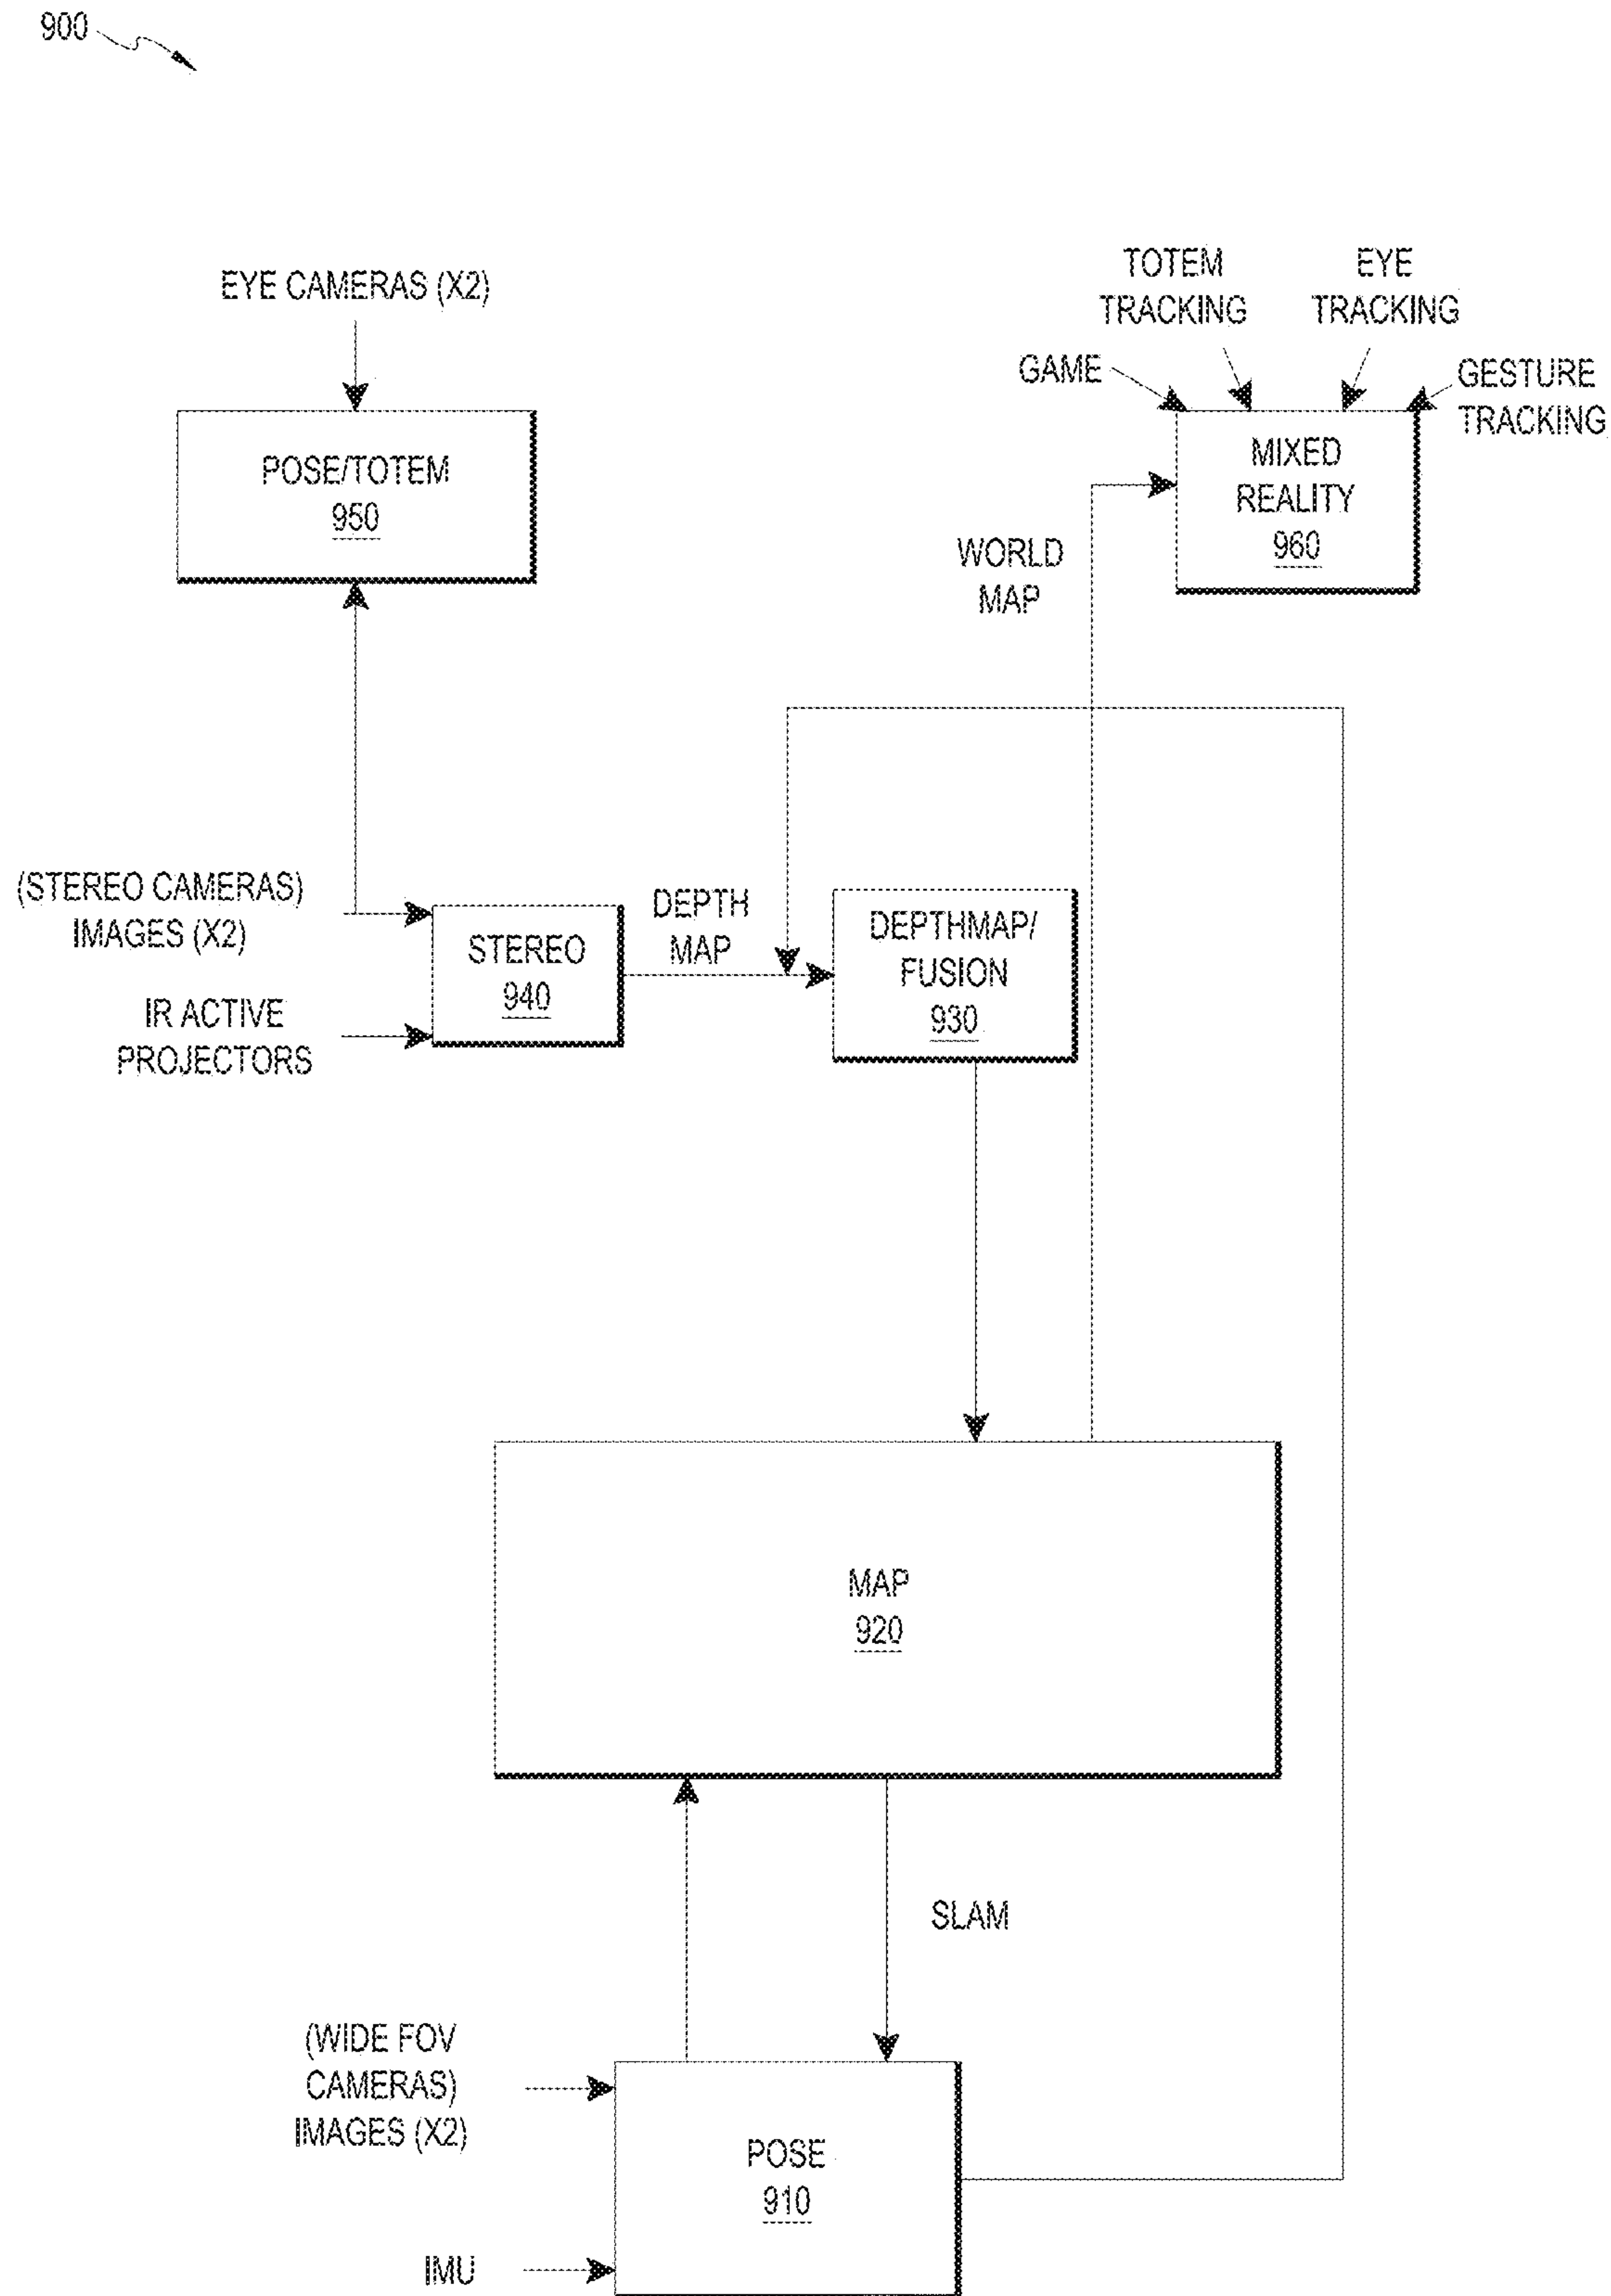 900
EYE CAMERAS (X2)
TOTEM
TRACKING
EYE
TRACKING
GAME
GESTURE
TRACKING
POSE/TOTEM
950
MIXED
REALITY
960
WORLD
MAP
(STEREO CAMERAS)
IMAGES (X2)
IR ACTIVE
PROJECTORS
STEREO
940
DEPTH
MAP
DEPTHMAP/
FUSION
930
MAP
920
SLAM
(WIDE FOV
CAMERAS)
IMAGES (X2)
IMU
POSE
910